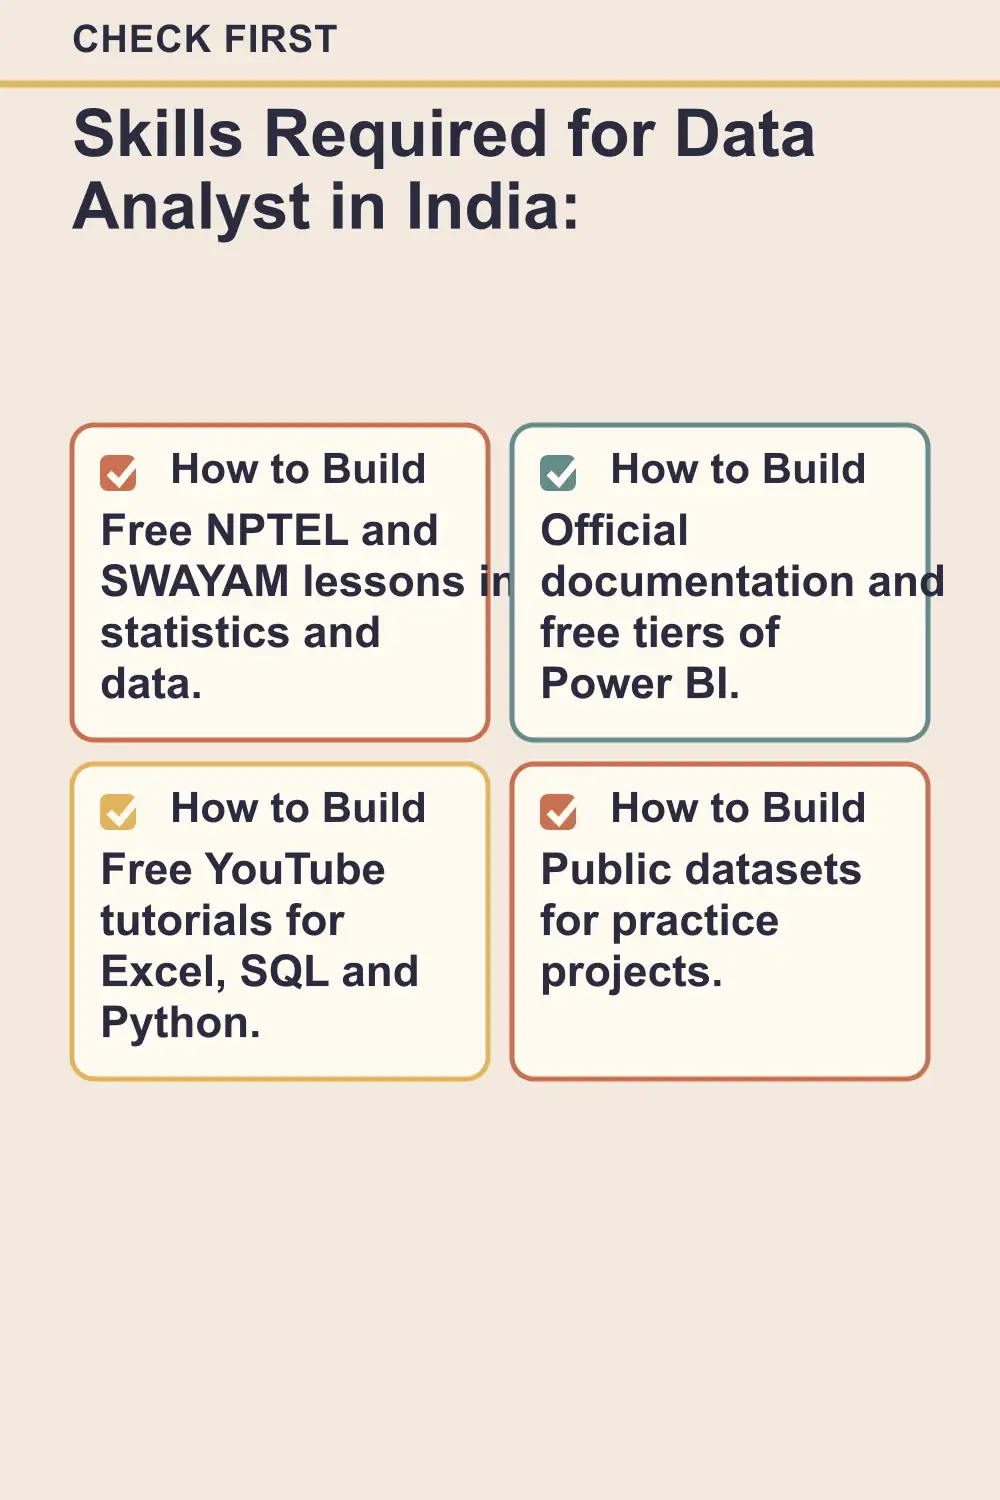 CHECK FIRST
Skills Required for Data
Analyst in India:
How to Build
Free NPTEL and
SWAYAM lessons in
statistics and
data.
How to Build
Official
documentation and
free tiers of
Power BI.
How to Build
Free YouTube
tutorials for
Excel, SQL and
Python.
How to Build
Public datasets
for practice
projects.